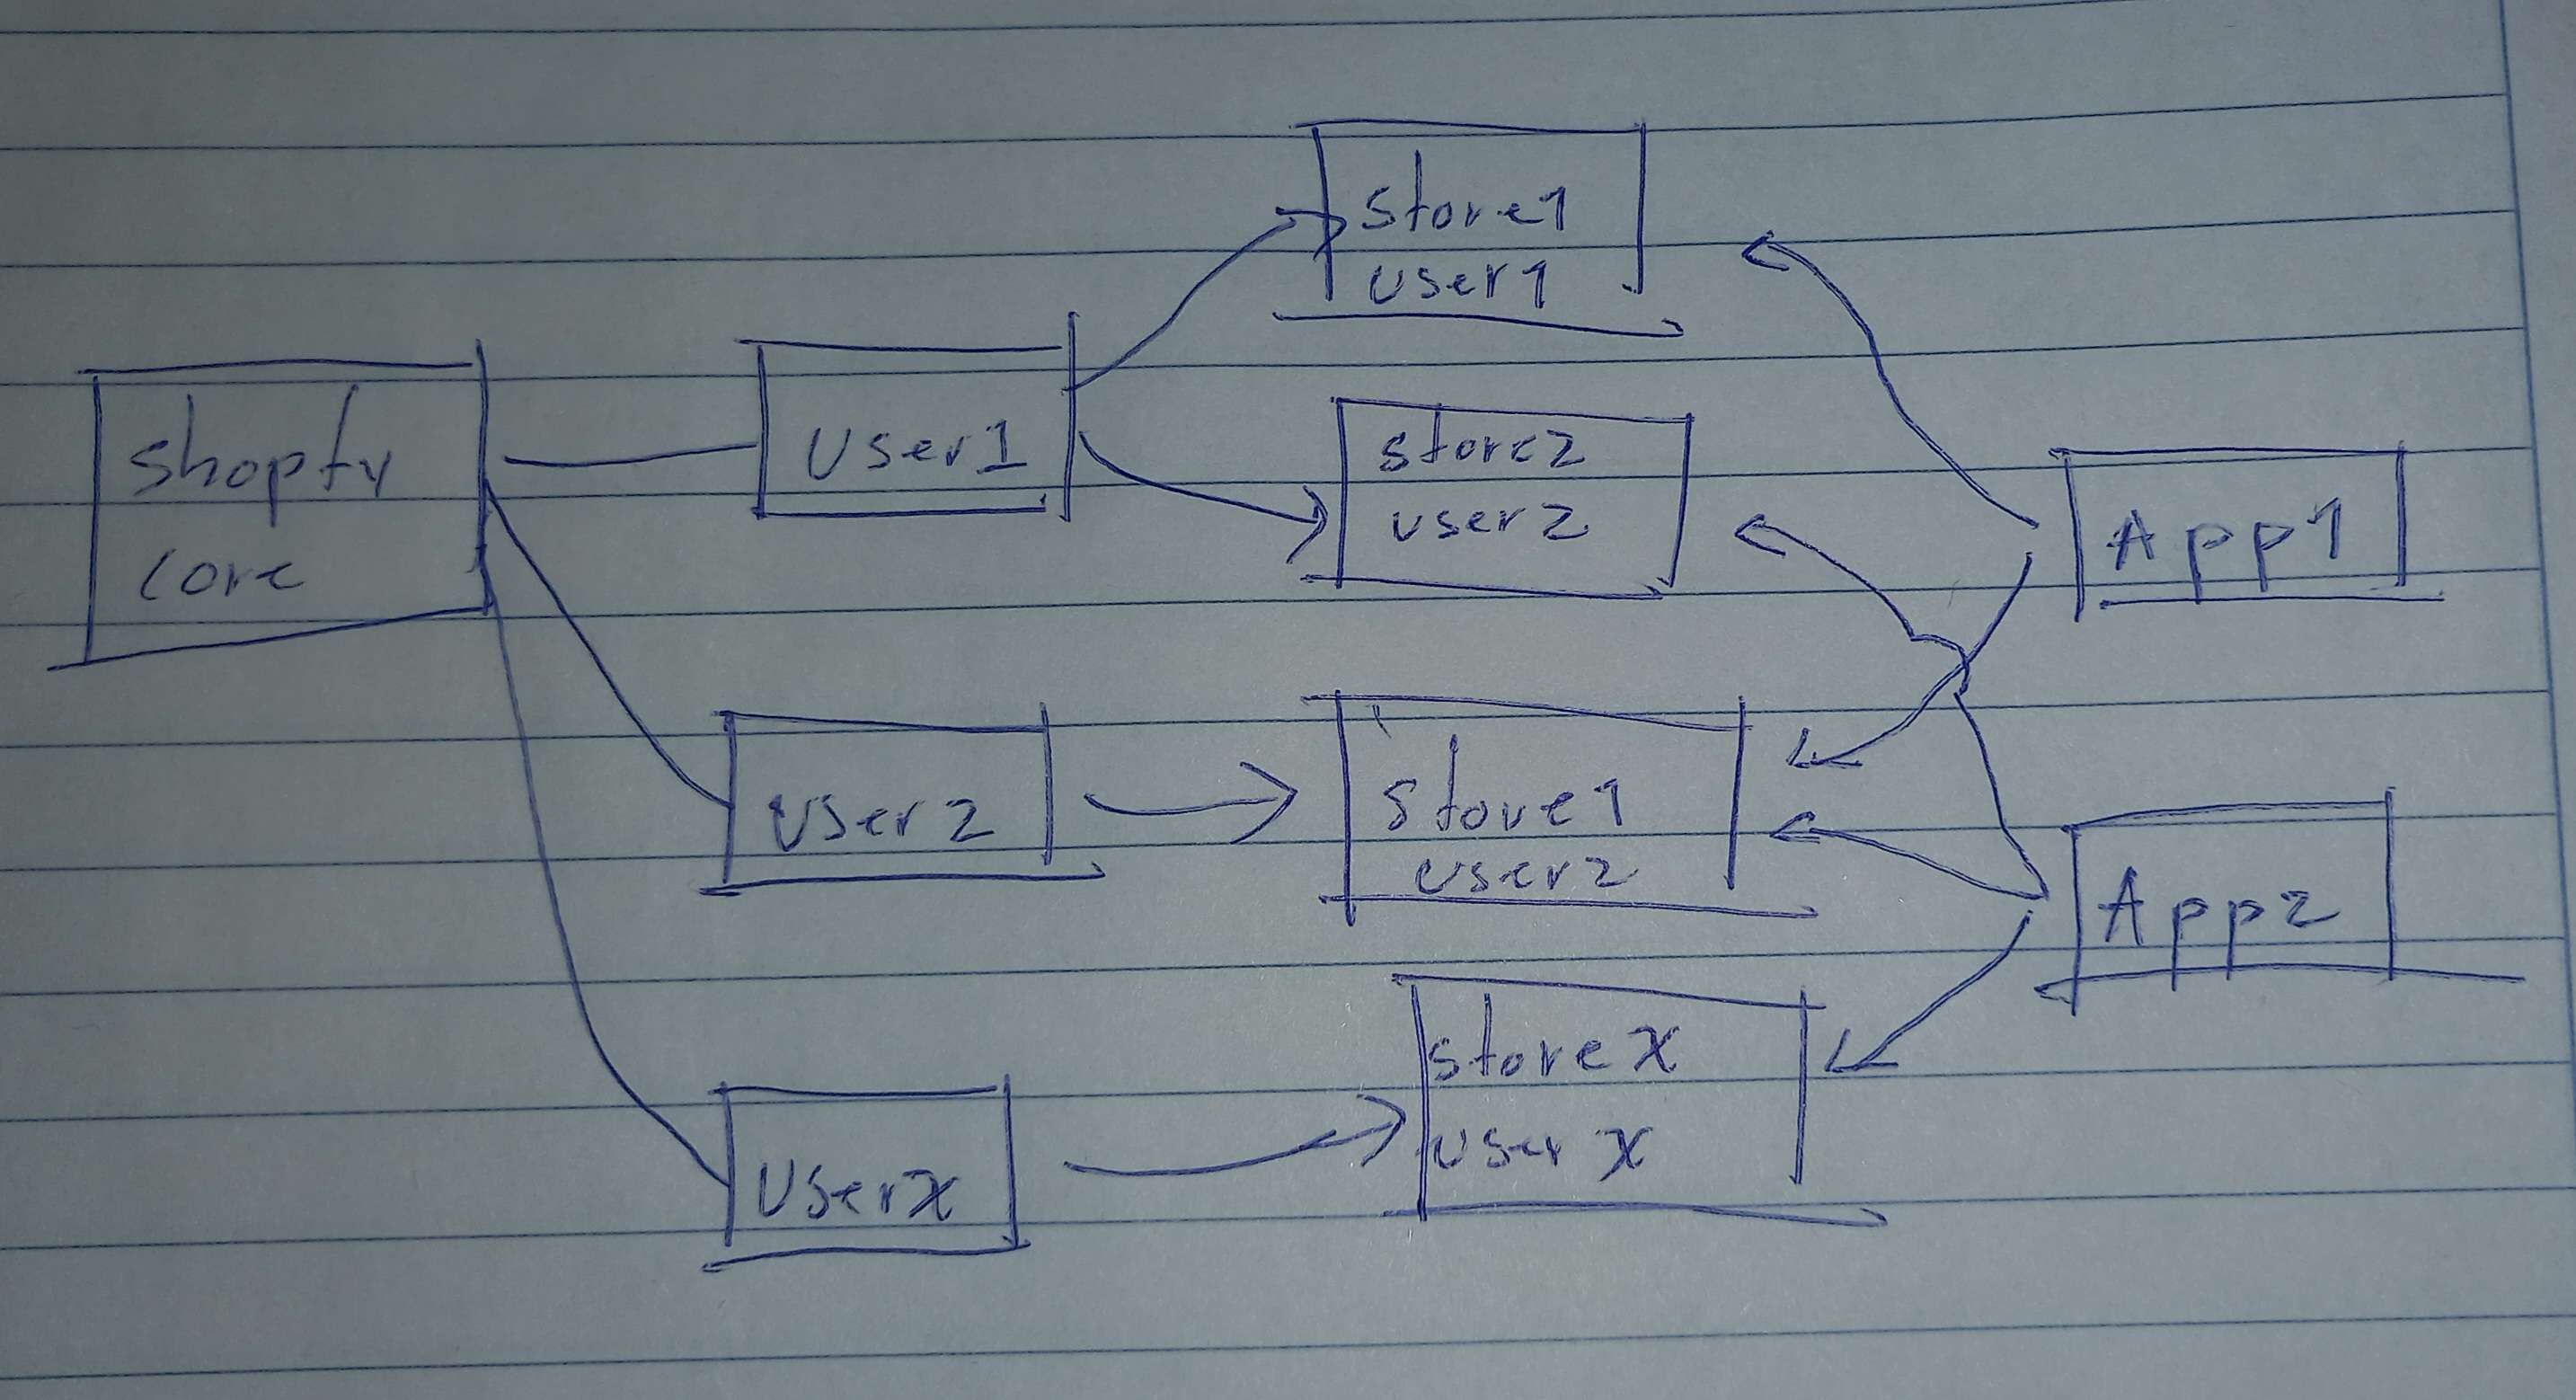 store1
user1
shopfy
core
User1
store2
user2
App1
User2
store1
user2
App2
storex
userx
Userx